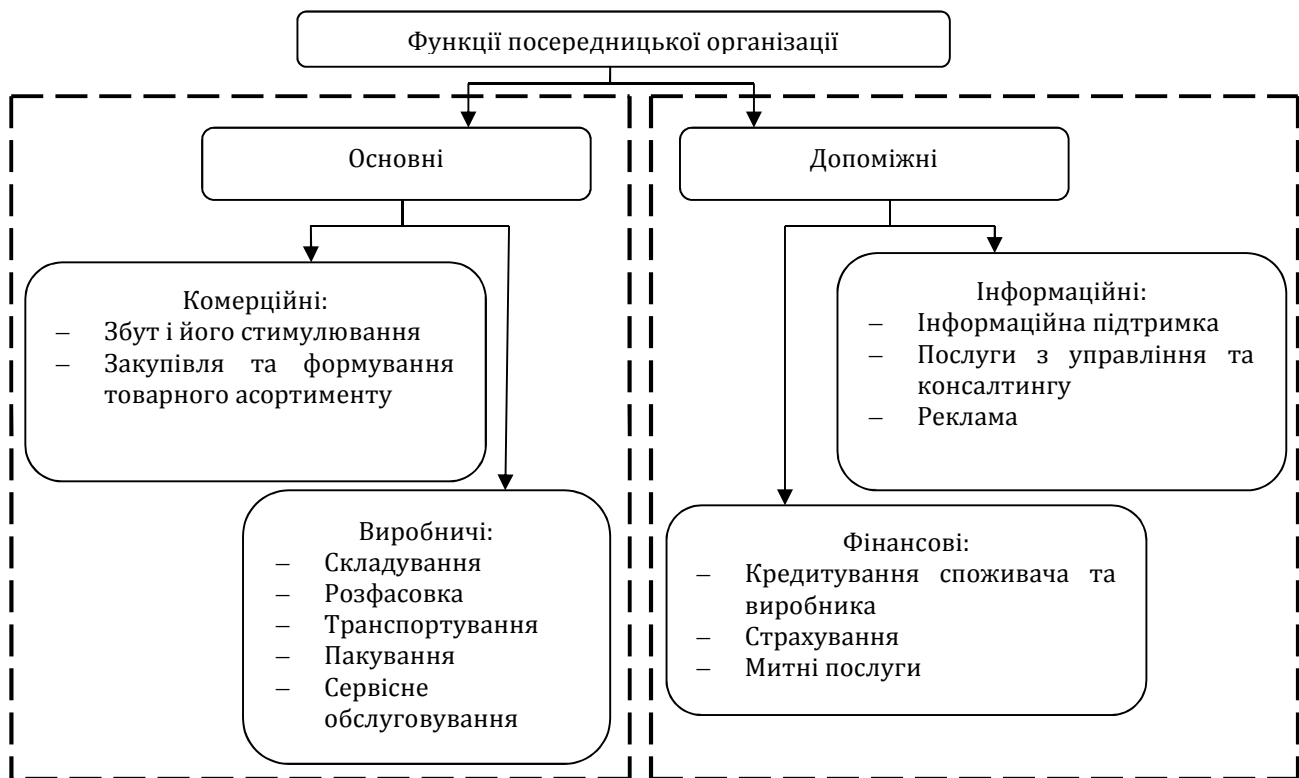 Функції посередницької організації
Основні
Допоміжні
Комерційні:
– Збут і його стимулювання
– Закупівля та формування
товарного асортименту
Інформаційні:
– Інформаційна підтримка
– Послуги з управління та
консалтингу
– Реклама
Виробничі:
– Складування
– Розфасовка
– Транспортування
– Пакування
– Сервісне
обслуговування
Фінансові:
– Кредитування споживача та
виробника
– Страхування
– Митні послуги